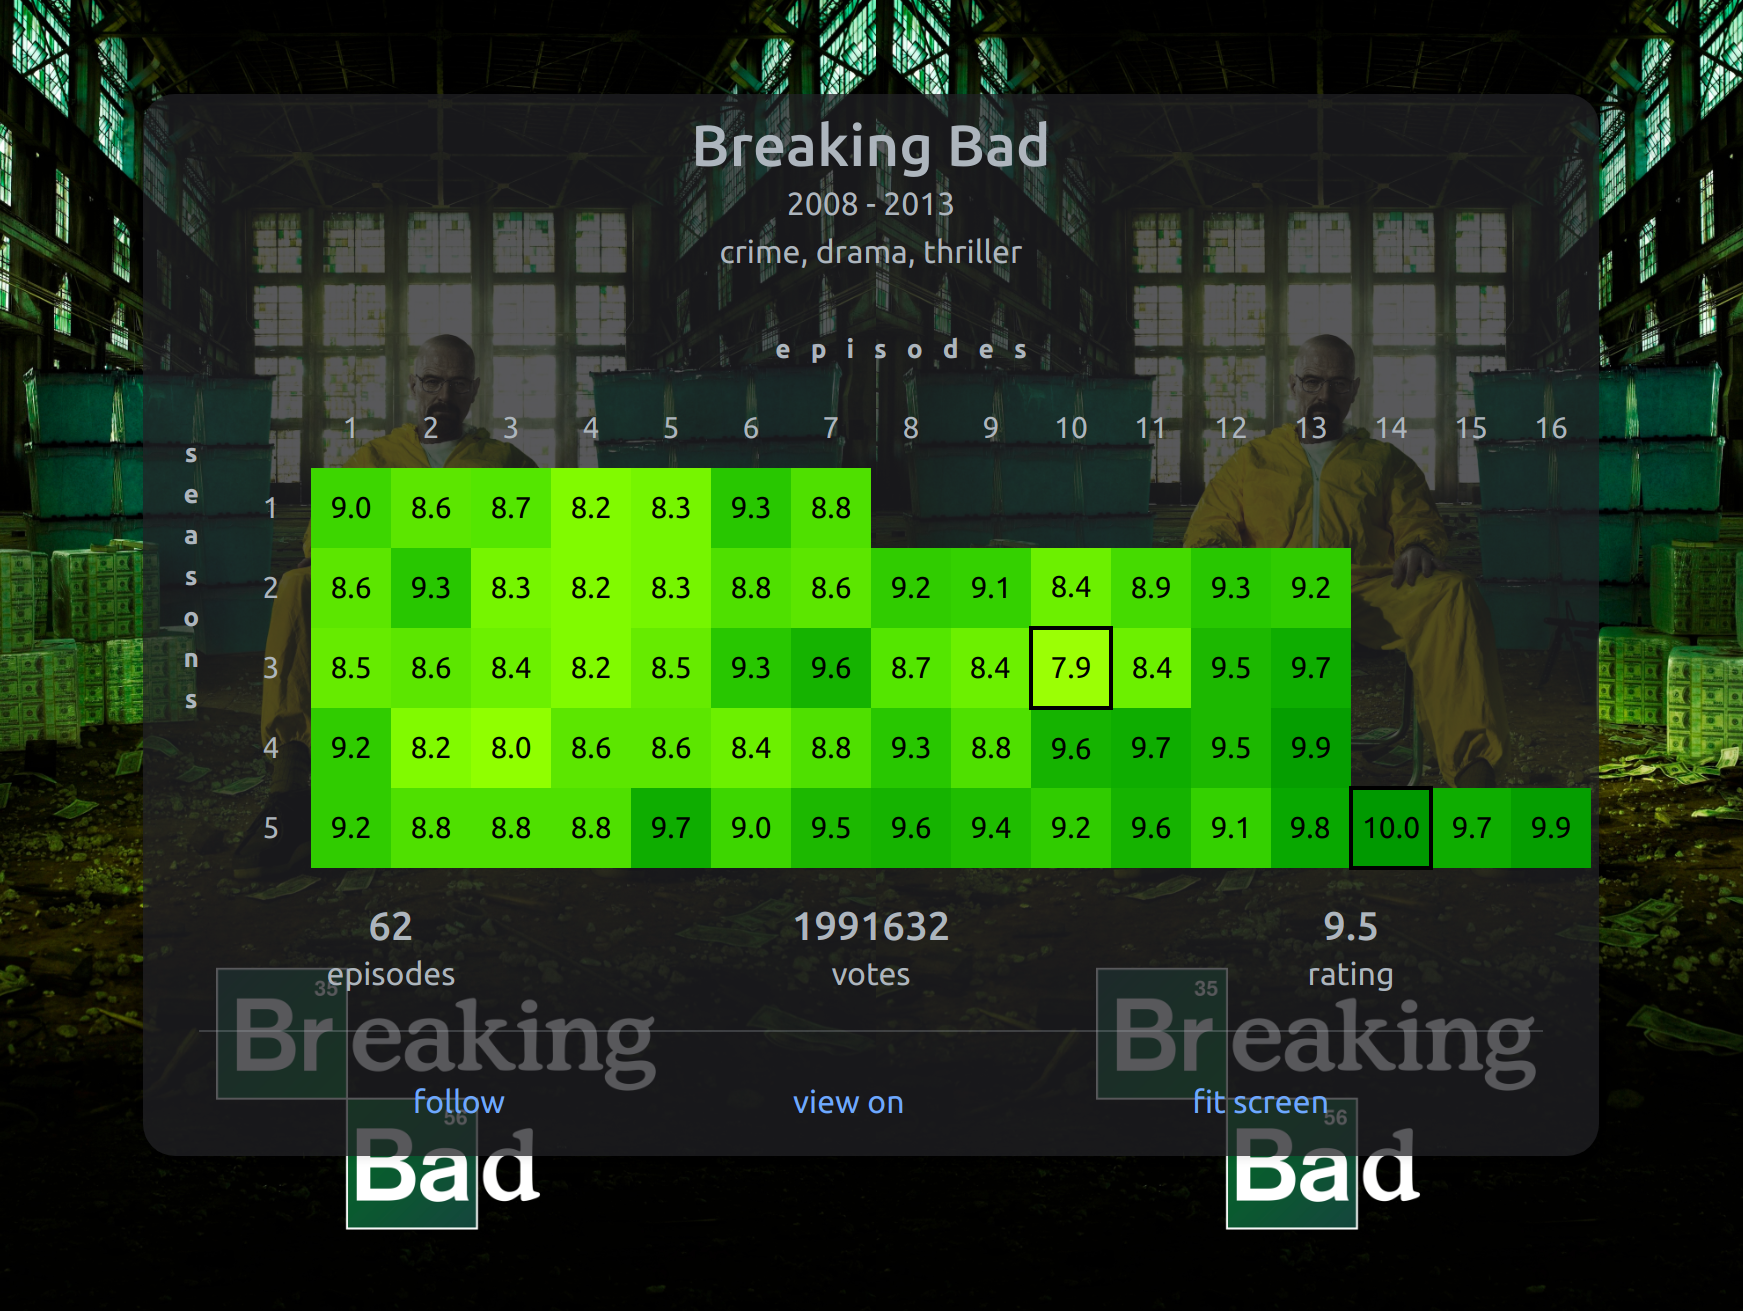 Breaking Bad
2008 - 2013
crime, drama, thriller
episodes
1 2 3 4 5 6 7 8 9 10 11 12 13 14 15 16
seasons
1 9.0 8.6 8.7 8.2 8.3 9.3 8.8
2 8.6 9.3 8.3 8.2 8.3 8.8 8.6 9.2 9.1 8.4 8.9 9.3 9.2
3 8.5 8.6 8.4 8.2 8.5 9.3 9.6 8.7 8.4 7.9 8.4 9.5 9.7
4 9.2 8.2 8.0 8.6 8.6 8.4 8.8 9.3 8.8 9.6 9.7 9.5 9.9
5 9.2 8.8 8.8 8.8 9.7 9.0 9.5 9.6 9.4 9.2 9.6 9.1 9.8 10.0 9.7 9.9
62 1991632 9.5
episodes votes rating
35 35
Breaking Breaking
follow view on fit screen
56 56
Bad Bad